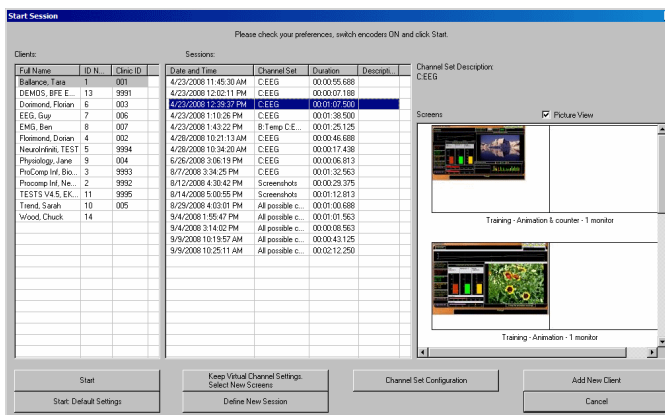 Start Session
Please check your preferences, switch encoders ON and click Start.
Clients:
Full Name ID N... Clinic ID
Ballance, Tara 1 001
DEMOS, BFE E... 13 9991
Dorimond, Florian 6 003
EEG, Guy 7 006
EMG, Ben 8 007
Florimond, Dorian 4 002
NeuroInfiniti, TEST 5 9994
Physiology, Jane 9 004
ProComp Inf, Bio... 3 9993
Procomp Inf, Ne... 2 9992
TESTS V4.5, EK... 11 9995
Trend, Sarah 10 005
Wood, Chuck 14
Sessions:
Date and Time Channel Set Duration Descripti...
4/23/2008 11:45:30 AM C:EEG 00:00:55.688
4/23/2008 12:02:11 PM C:EEG 00:00:07.188
4/23/2008 12:39:37 PM C:EEG 00:01:07.500
4/23/2008 1:10:26 PM C:EEG 00:01:38.500
4/23/2008 1:43:22 PM B:Temp C:E... 00:01:25.125
4/28/2008 10:21:13 AM C:EEG 00:00:46.688
4/28/2008 10:34:20 AM C:EEG 00:00:17.438
6/26/2008 3:06:19 PM C:EEG 00:00:06.813
8/7/2008 3:34:25 PM C:EEG 00:01:32.563
8/12/2008 4:30:42 PM Screenshots 00:00:29.375
8/14/2008 5:00:55 PM Screenshots 00:01:12.813
8/29/2008 4:03:01 PM All possible c... 00:01:00.688
9/4/2008 1:55:47 PM All possible c... 00:01:01.563
9/4/2008 3:14:02 PM All possible c... 00:00:08.563
9/9/2008 10:19:57 AM All possible c... 00:00:43.125
9/9/2008 10:25:11 AM All possible c... 00:02:12.250
Channel Set Description:
C:EEG
Screens Picture View
Training - Animation & counter - 1 monitor
Training - Animation - 1 monitor
Start
Keep Virtual Channel Settings.
Select New Screens
Channel Set Configuration
Add New Client
Start: Default Settings
Define New Session
Cancel